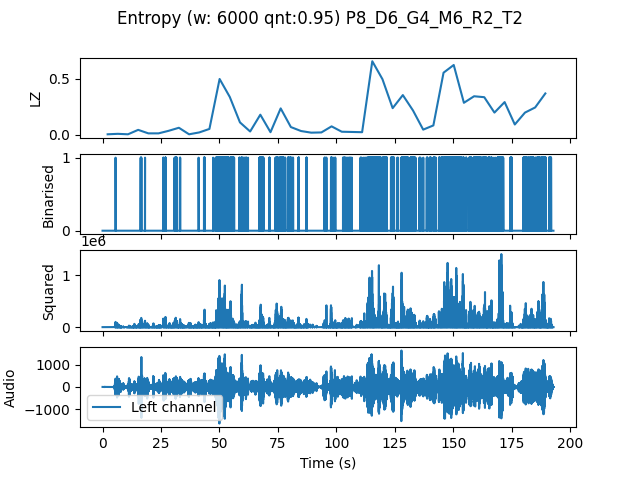 Entropy (w: 6000 qnt:0.95) P8_D6_G4_M6_R2_T2
0.5
0.0
LZ
1
0
Binarised
1e6
1
0
Squared
1000
0
−1000
Audio
Left channel
0 25 50 75 100 125 150 175 200
Time (s)